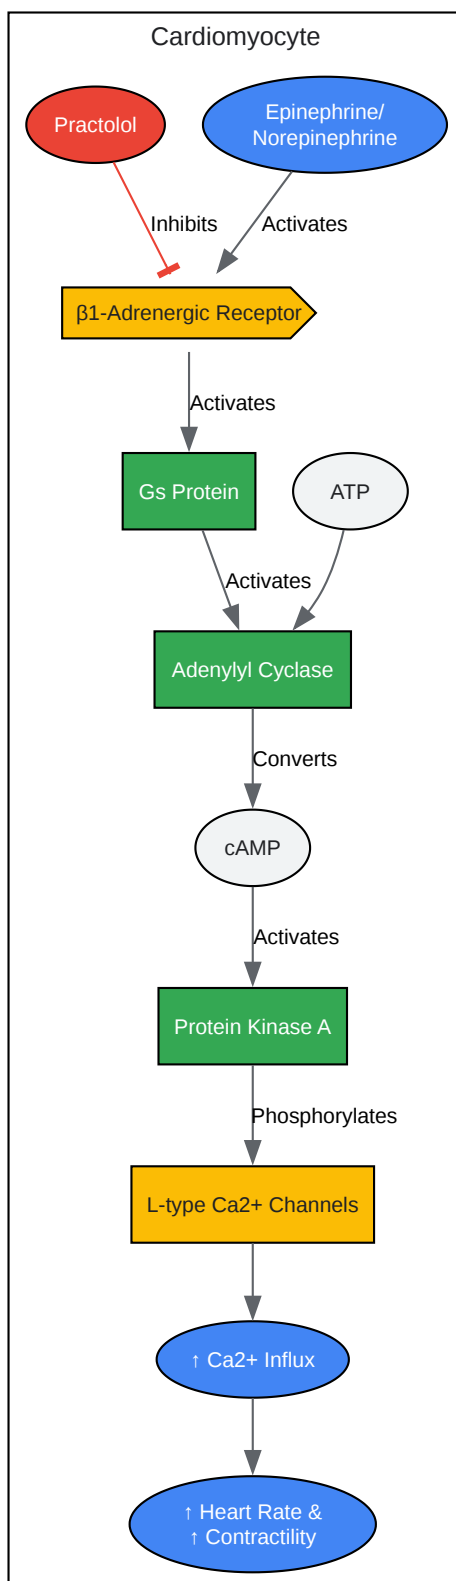 Cardiomyocyte
Practolol
Epinephrine/
Norepinephrine
Inhibits
Activates
β1-Adrenergic Receptor
Activates
Gs Protein
ATP
Activates
Adenylyl Cyclase
Converts
cAMP
Activates
Protein Kinase A
Phosphorylates
L-type Ca2+ Channels
↑ Ca2+ Influx
↑ Heart Rate &
↑ Contractility